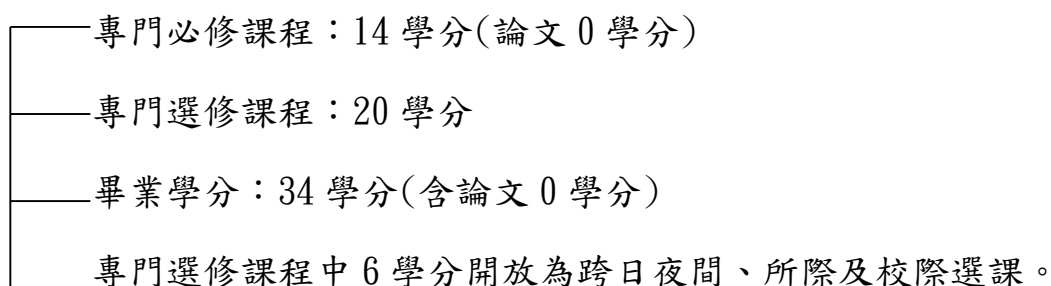 專門必修課程：14 學分(論文 0 學分)
專門選修課程：20 學分
畢業學分：34 學分(含論文 0 學分)
專門選修課程中 6 學分開放為跨日夜間、所際及校際選課。